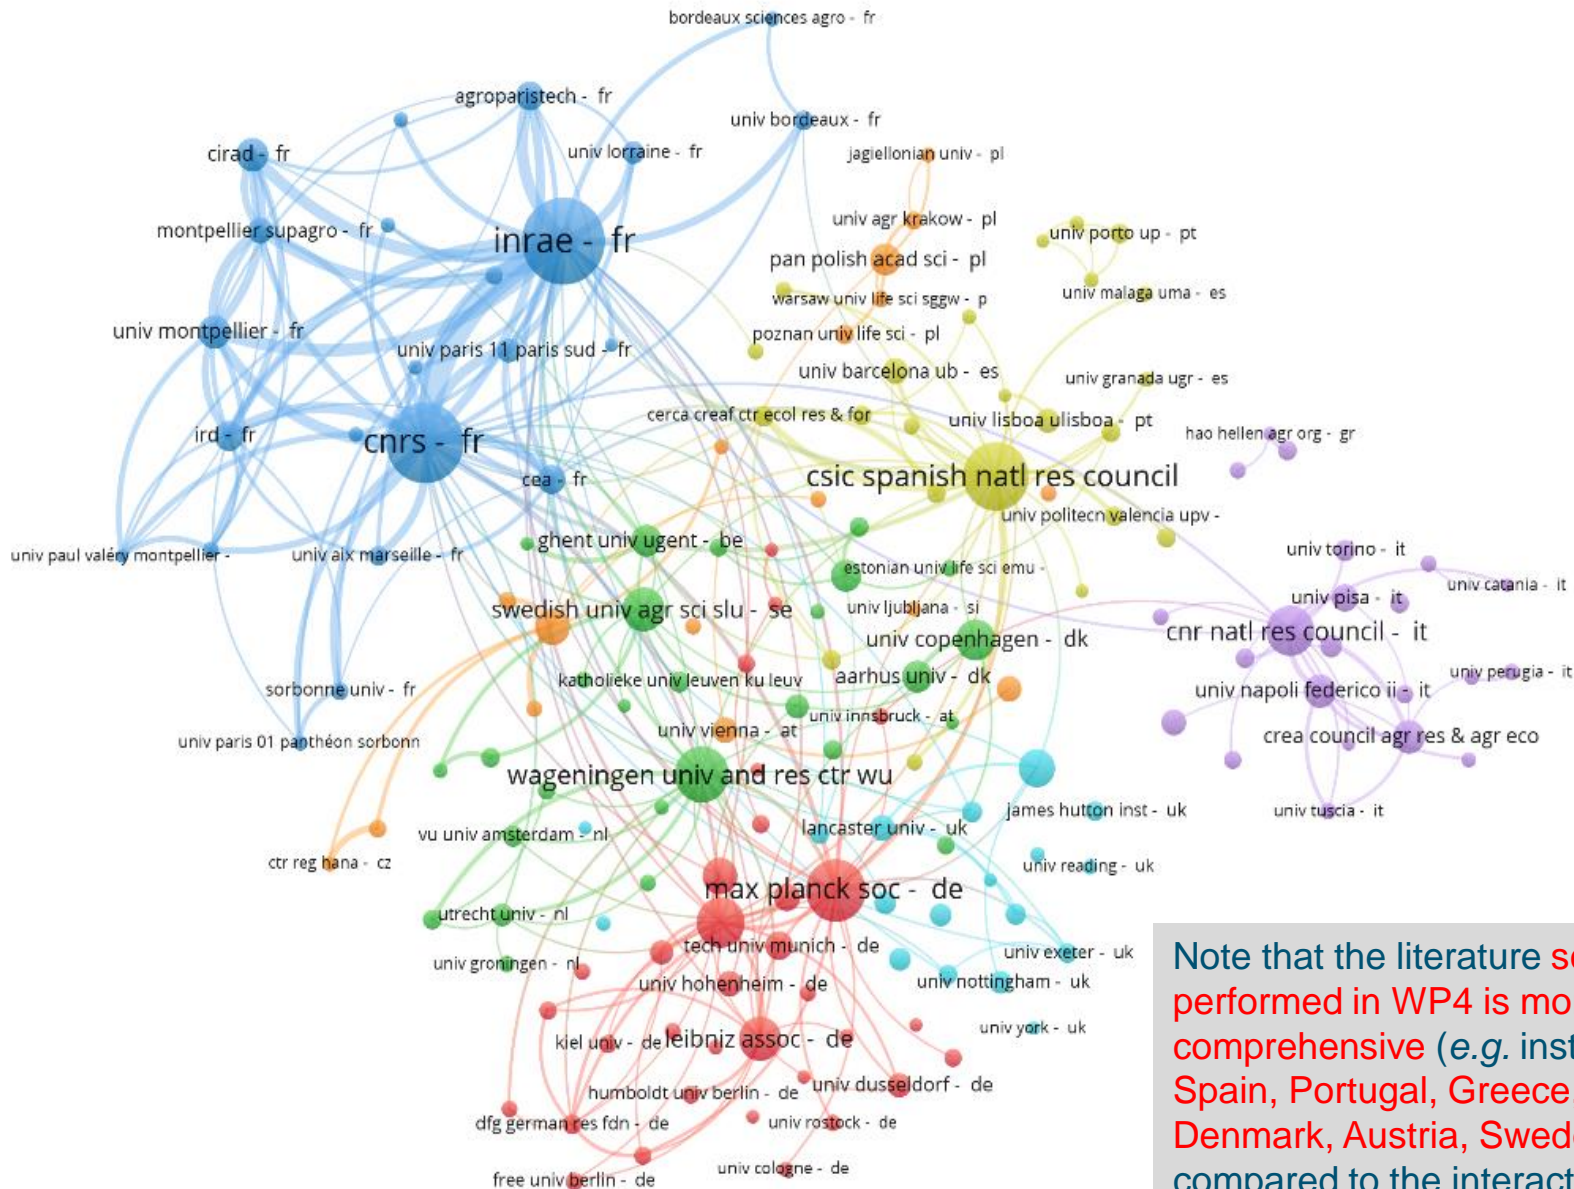 bordeaux sciences agro - fr
agroparistech - fr
univ bordeaux - fr
cirad - fr
univ lorraine - fr
jagiellonian univ - pl
montpellier supagro - fr
inrae - fr
univ agr krakow - pl
univ porto up - pt
pan polish acad sci - pl
warsaw univ life sci sggw - p
univ malaga uma - es
univ montpellier - fr
univ paris 11 paris sud - fr
poznan univ life sci - pl
univ barcelona ub - es
univ granada ugr - es
cerca creaf ctr ecol res & for
univ lisboa ulisboa - pt
ird - fr
cnrs - fr
hao hellen agr org - gr
cea - fr
csic spanish natl res council
univ politecn valencia upv -
univ paul valéry montpellier -
univ aix marseille - fr
ghent univ ugent - be
estonian univ life sci emu -
univ torino - it
univ catania - it
swedish univ agr sci slu - se
univ ljubljana - si
univ pisa - it
univ copenhagen - dk
cnr natl res council - it
sorbonne univ - fr
katholieke univ leuven ku leuv
aarhus univ - dk
univ perugia - it
univ napoli federico ii - it
univ paris 01 panthéon sorbonn
univ vienna - at
univ innsbruck - at
crea council agr res & agr eco
wageningen univ and res ctr wu
james hutton inst - uk
univ tuscia - it
vu univ amsterdam - nl
lancaster univ - uk
ctr reg hana - cz
univ reading - uk
max planck soc - de
utrecht univ - nl
tech univ munich - de
univ exeter - uk
univ groningen - nl
univ hohenheim - de
univ nottingham - uk
univ york - uk
kiel univ - de
leibniz assoc - de
humboldt univ berlin - de
univ dusseldorf - de
dfg german res fdn - de
univ rostock - de
univ cologne - de
free univ berlin - de
Note that the literature
performed in WP4 is
comprehensive (e.g.
Spain, Portugal, Greece
Denmark, Austria,
compared to the